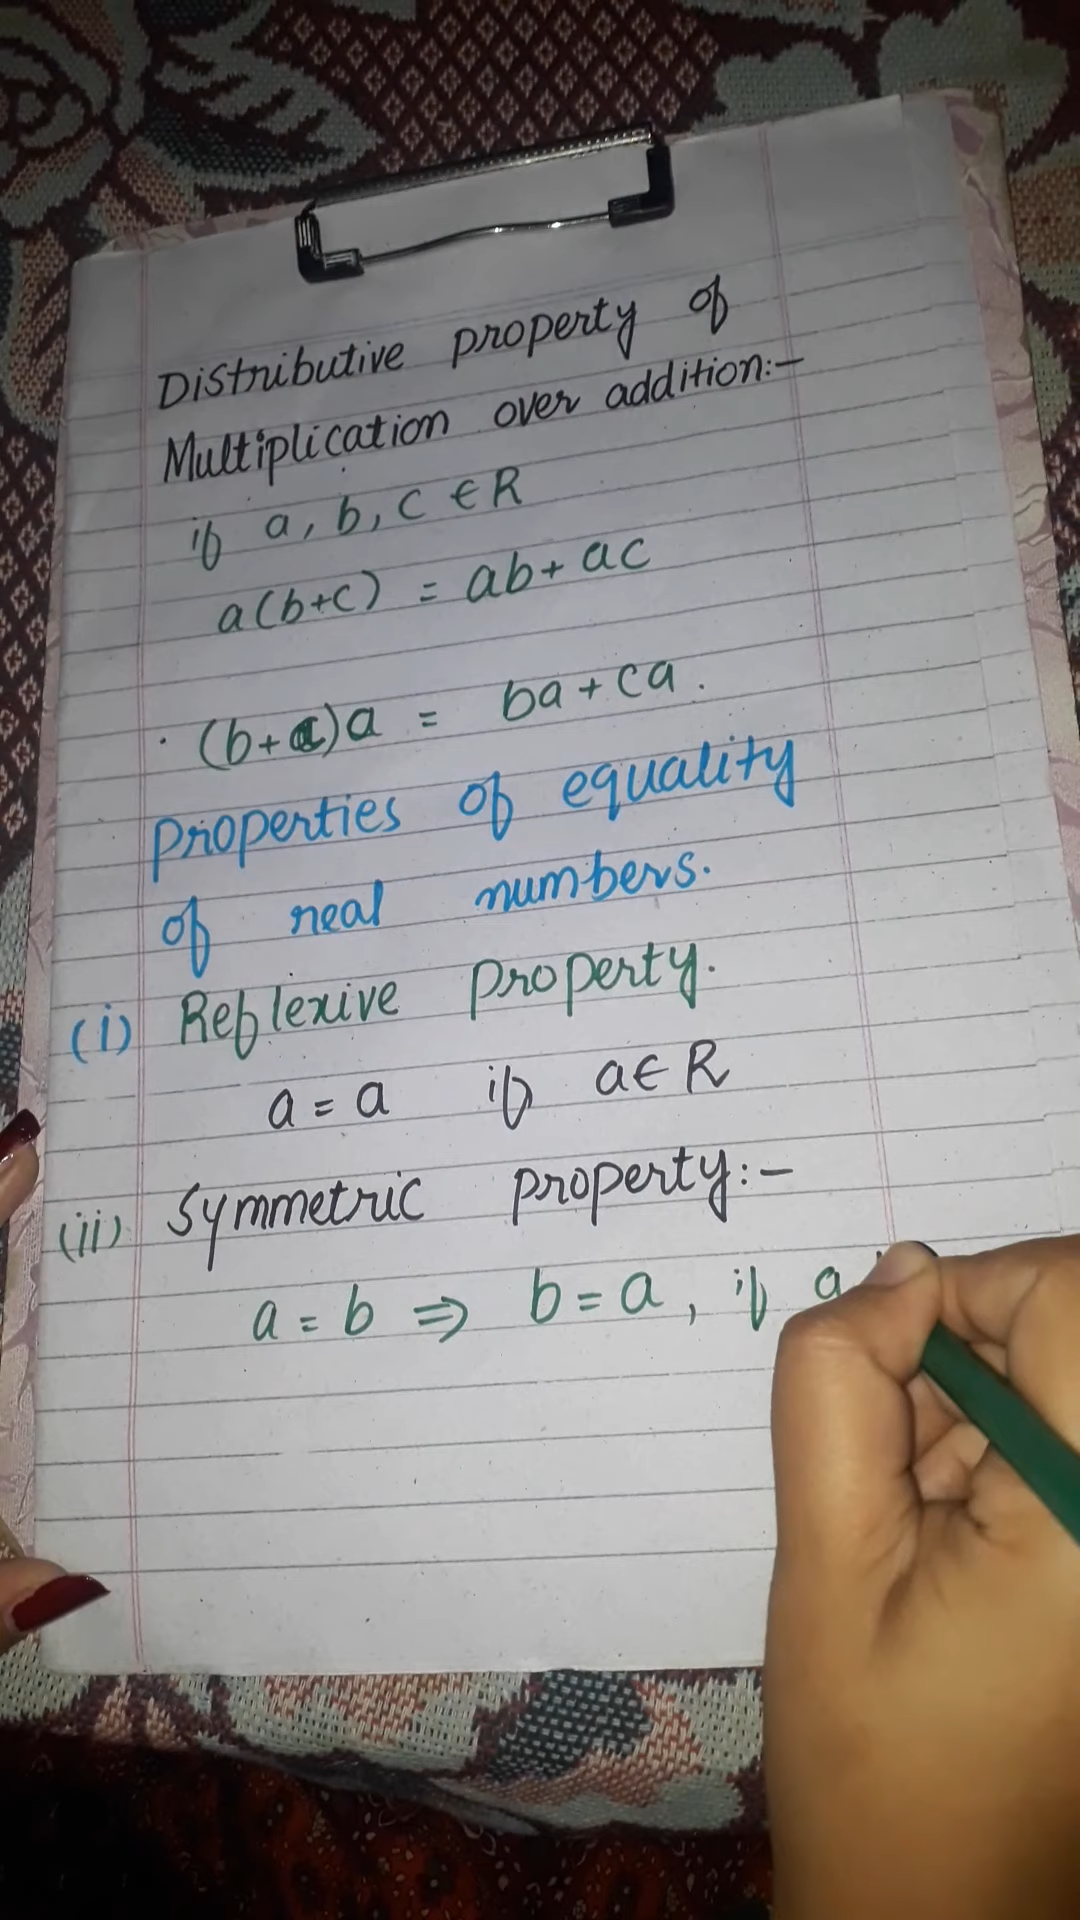 Distributive property of
Multiplication over addition:-
if a, b, c ∈ R
a(b+c) = ab + ac
(b+c)a = ba + ca.
Properties of equality
of real numbers.
(i) Reflexive Property.
a = a if a ∈ R
(ii) Symmetric property:-
a = b ⇒ b = a, if a